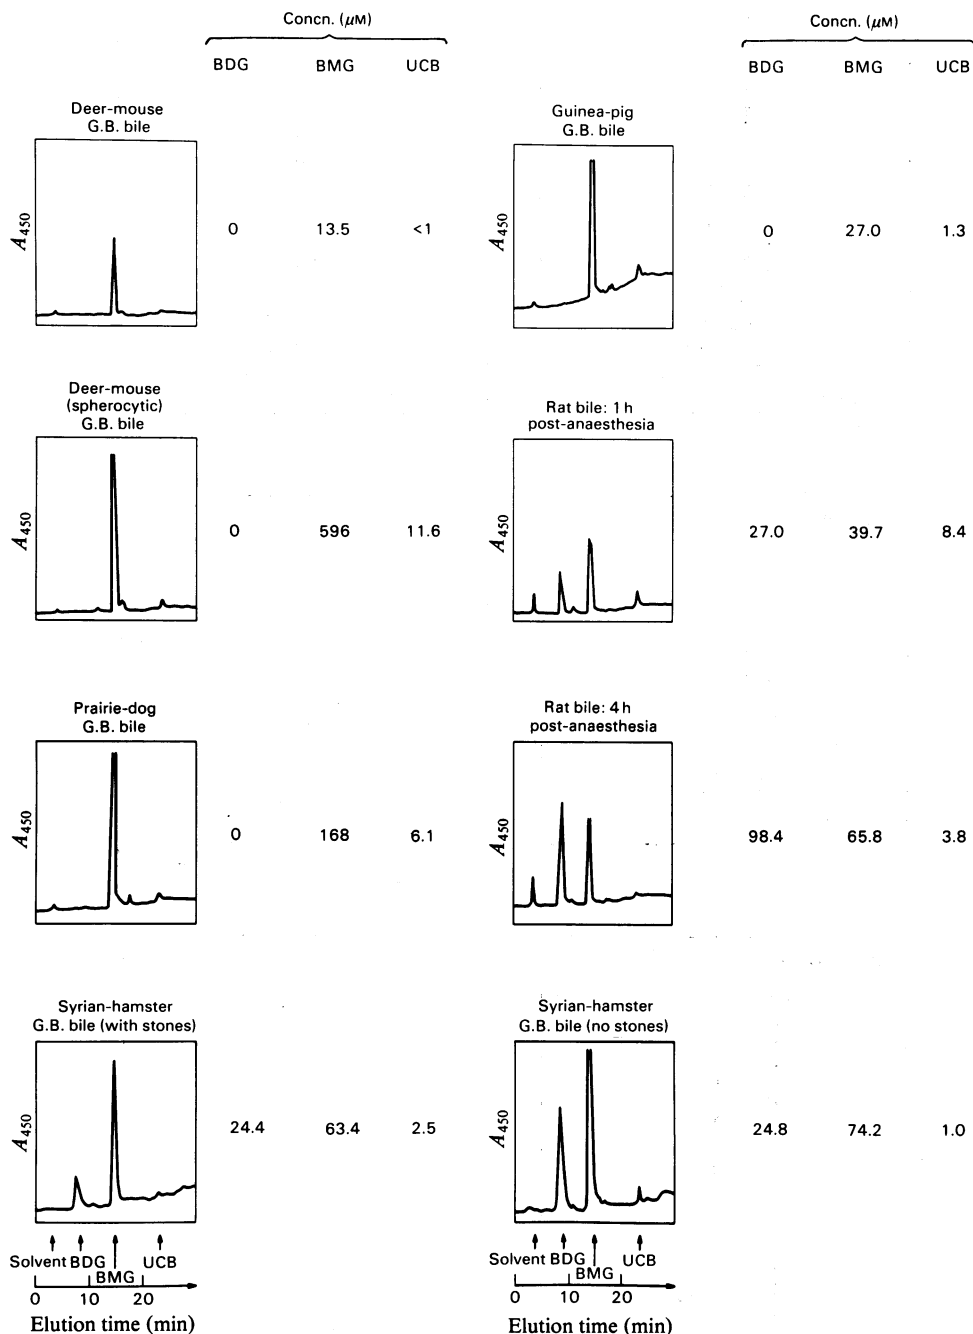 Concn. (μM)
BDG BMG UCB
Deer-mouse
G.B. bile
A450
0 13.5 <1
Deer-mouse
(spherocytic)
G.B. bile
A450
0 596 11.6
Prairie-dog
G.B. bile
A450
0 168 6.1
Syrian-hamster
G.B. bile (with stones)
A450
24.4 63.4 2.5
Solvent BDG UCB
BMG
0 10 20
Elution time (min)
Concn. (μM)
BDG BMG UCB
Guinea-pig
G.B. bile
A450
0 27.0 1.3
Rat bile: 1 h
post-anaesthesia
A450
27.0 39.7 8.4
Rat bile: 4 h
post-anaesthesia
A450
98.4 65.8 3.8
Syrian-hamster
G.B. bile (no stones)
A450
24.8 74.2 1.0
Solvent BDG UCB
BMG
0 10 20
Elution time (min)